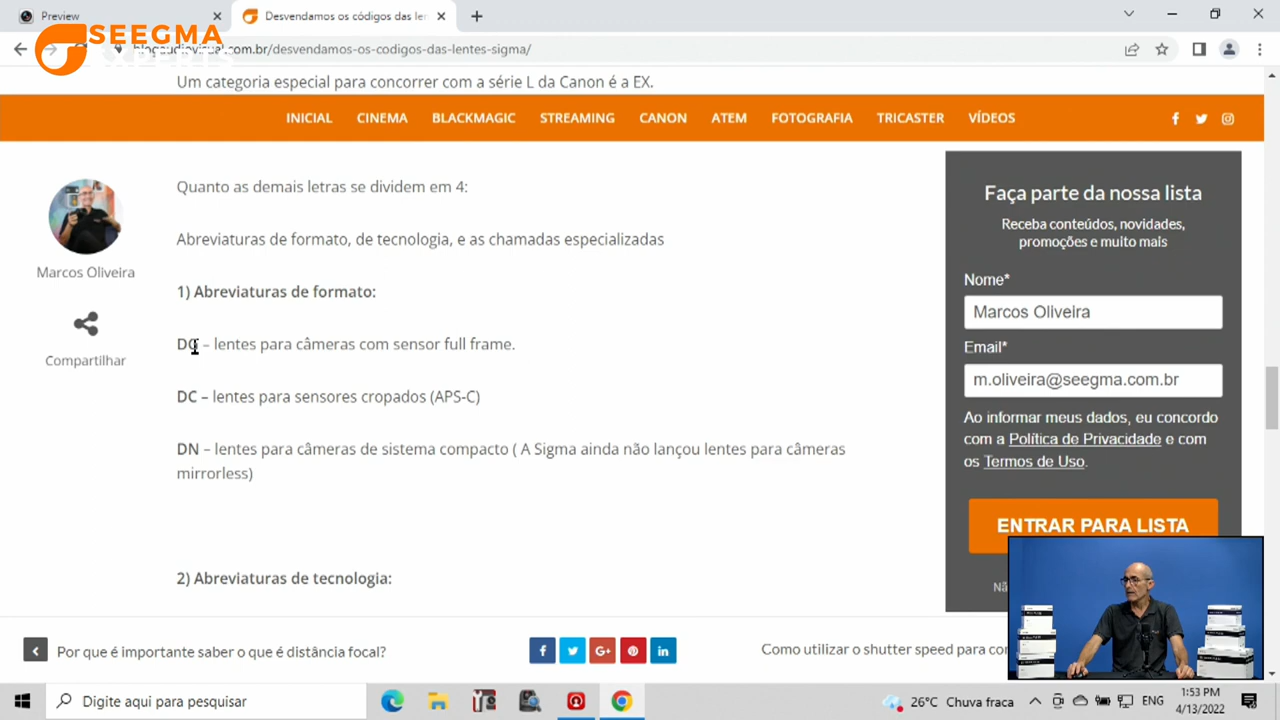 Preview
Desvendamos os códigos das len
SEEGMA
EXPERTS
blogaudiovisual.com.br/desvendamos-os-codigos-das-lentes-sigma/
Um categoria especial para concorrer com a série L da Canon é a EX.
INICIAL CINEMA BLACKMAGIC STREAMING CANON ATEM FOTOGRAFIA TRICASTER VÍDEOS
Quanto as demais letras se dividem em 4:
Abreviaturas de formato, de tecnologia, e as chamadas especializadas
Marcos Oliveira
Compartilhar
1) Abreviaturas de formato:
– lentes para câmeras com sensor full frame.
DC – lentes para sensores cropados (APS-C)
DN – lentes para câmeras de sistema compacto ( A Sigma ainda não lançou lentes para câmeras
mirrorless)
2) Abreviaturas de tecnologia:
Faça parte da nossa lista
Receba conteúdos, novidades,
promoções e muito mais
Nome*
Marcos Oliveira
Email*
m.oliveira@seegma.com.br
Ao informar meus dados, eu concordo
com a Política de Privacidade e com
os Termos de Uso.
ENTRAR PARA LISTA
Nã
Por que é importante saber o que é distância focal?
Como utilizar o shutter speed para con
Digite aqui para pesquisar
26°C Chuva fraca
ENG
1:53 PM
4/13/2022